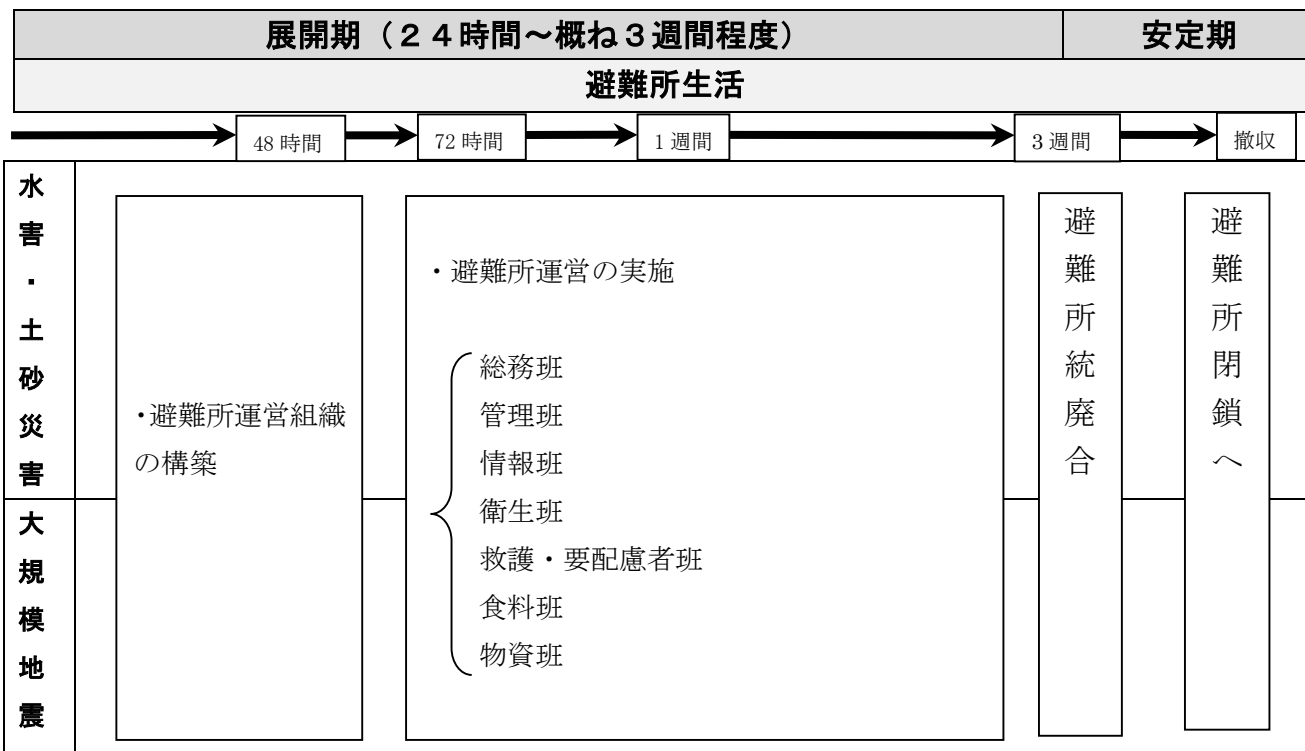 展開期（２４時間～概ね３週間程度）
安定期
避難所生活
48時間
72時間
1週間
3週間
撤収
水害・土砂災害
・避難所運営組織
の構築
・避難所運営の実施
総務班
管理班
情報班
衛生班
救護・要配慮者班
食料班
物資班
避難所統廃合
避難所閉鎖へ
大規模地震